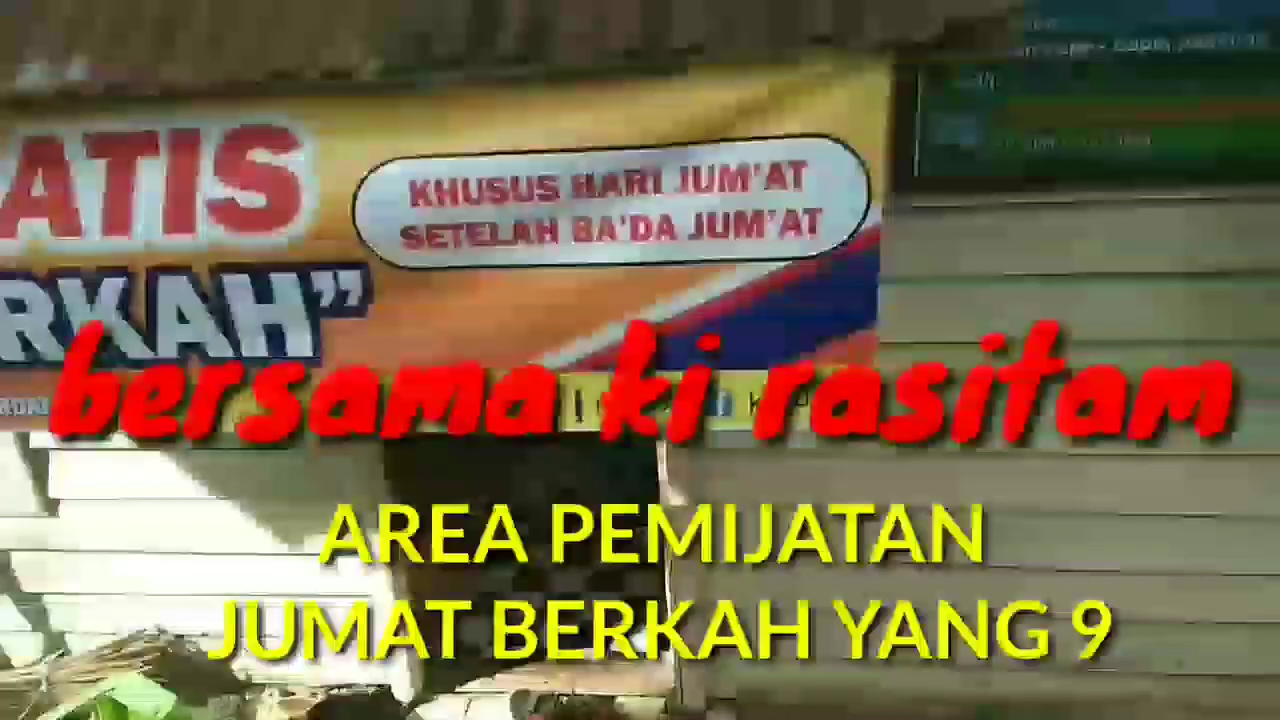 ATIS
KHUSUS HARI JUM'AT
SETELAH BA'DA JUM'AT
RKAH”
bersama ki rasitam
AREA PEMIJATAN
JUMAT BERKAH YANG 9